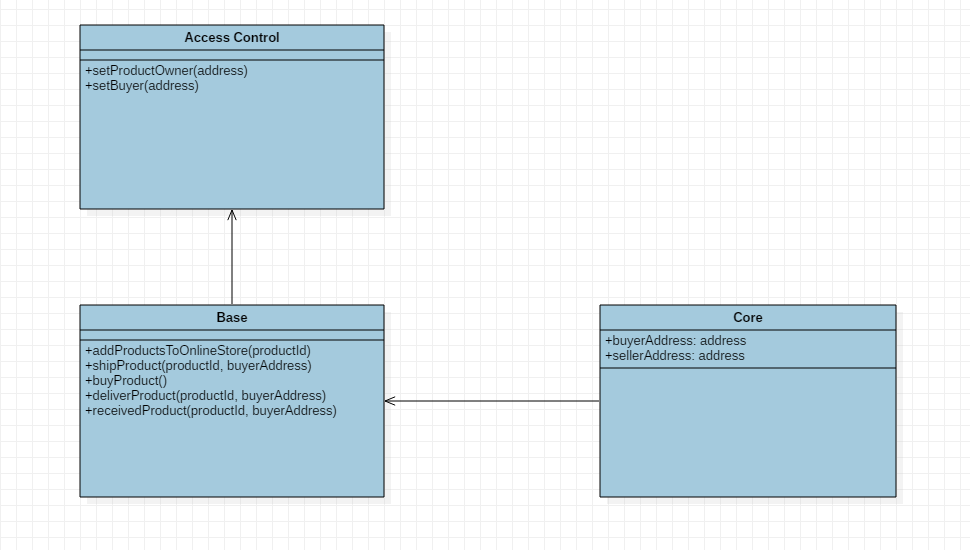 Access Control
+setProductOwner(address)
+setBuyer(address)
Base
+addProductsToOnlineStore(productId)
+shipProduct(productId, buyerAddress)
+buyProduct()
+deliverProduct(productId, buyerAddress)
+receivedProduct(productId, buyerAddress)
Core
+buyerAddress: address
+sellerAddress: address